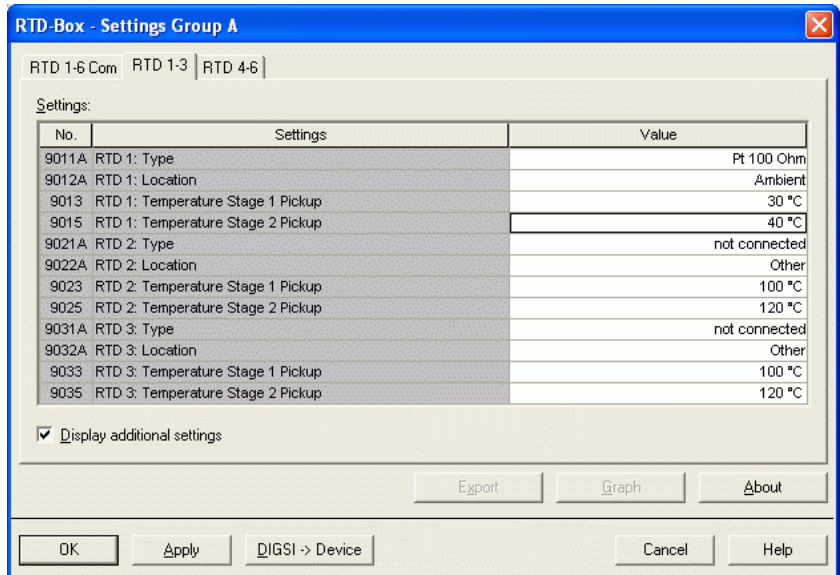 RTD-Box - Settings Group A
RTD 1-6 Com RTD 1-3 RTD 4-6
Settings:
No. Settings Value
9011A RTD 1: Type Pt 100 Ohm
9012A RTD 1: Location Ambient
9013 RTD 1: Temperature Stage 1 Pickup 30 °C
9015 RTD 1: Temperature Stage 2 Pickup 40 °C
9021A RTD 2: Type not connected
9022A RTD 2: Location Other
9023 RTD 2: Temperature Stage 1 Pickup 100 °C
9025 RTD 2: Temperature Stage 2 Pickup 120 °C
9031A RTD 3: Type not connected
9032A RTD 3: Location Other
9033 RTD 3: Temperature Stage 1 Pickup 100 °C
9035 RTD 3: Temperature Stage 2 Pickup 120 °C
Display additional settings
Export Graph About
OK Apply DIGSI -> Device Cancel Help